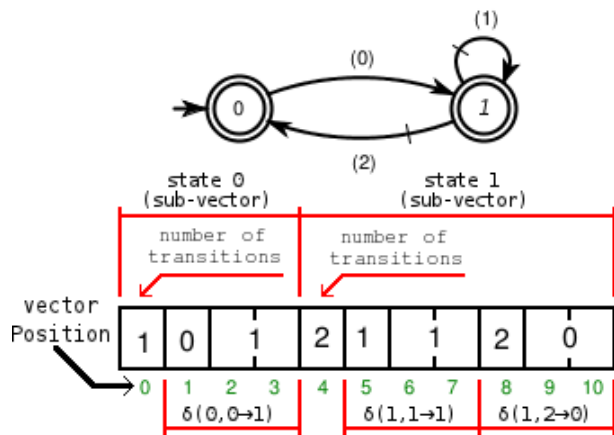 (1)
(0)
0
1
(2)
state 0 state 1
(sub-vector) (sub-vector)
number of number of
transitions transitions
vector
Position
1 0 1 2 1 1 2 0
0 1 2 3 4 5 6 7 8 9 10
δ(0,0→1) δ(1,1→1) δ(1,2→0)